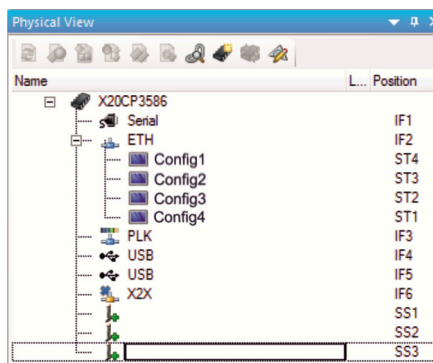 Physical View
Name L... Position
X20CP3586
Serial IF1
ETH IF2
Config1 ST4
Config2 ST3
Config3 ST2
Config4 ST1
PLK IF3
USB IF4
USB IF5
X2X IF6
SS1
SS2
SS3